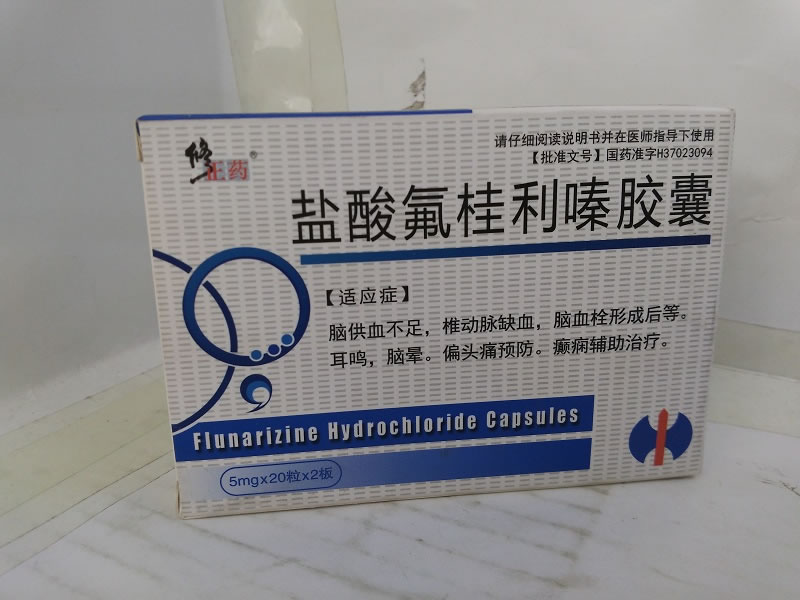 请仔细阅读说明书并在医师指导下使用
【批准文号】国药准字H37023094
修正药®
盐酸氟桂利嗪胶囊
【适应症】
脑供血不足，椎动脉缺血，脑血栓形成后等。
耳鸣，脑晕。偏头痛预防。癫痫辅助治疗。
Flunarizine Hydrochloride Capsules
5mgx20粒x2板